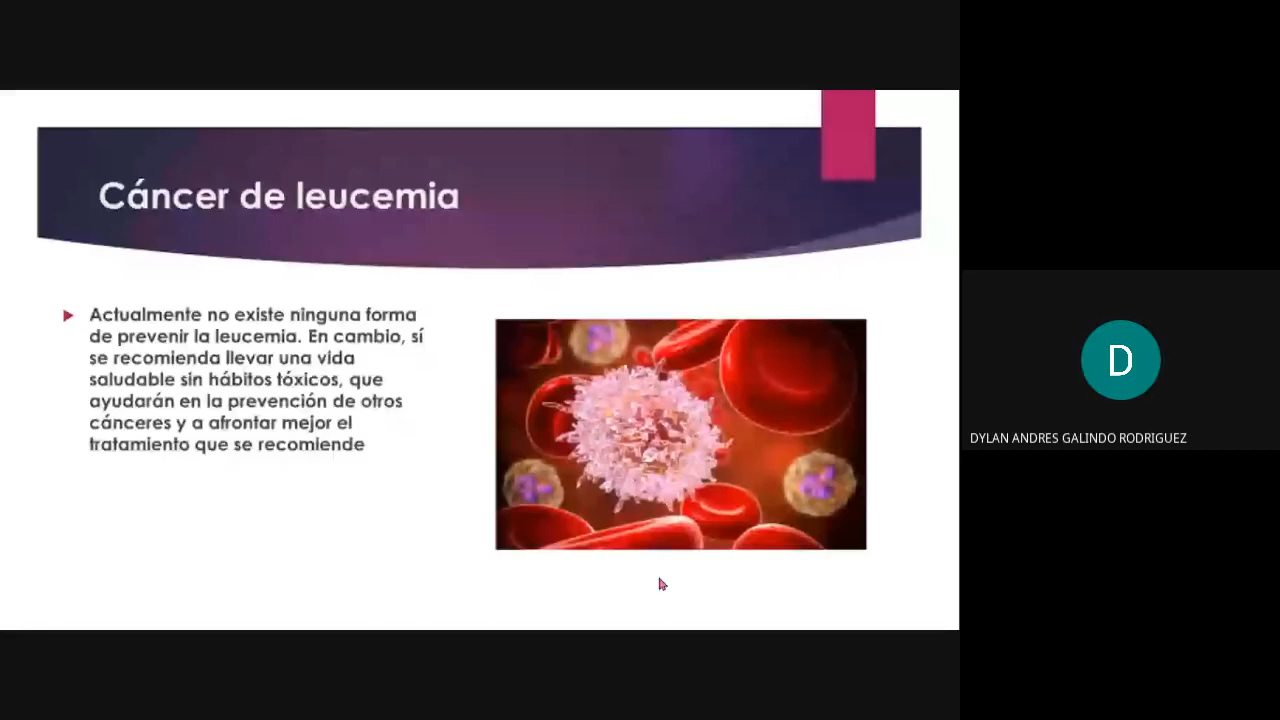 Cáncer de leucemia
Actualmente no existe ninguna forma
de prevenir la leucemia. En cambio, sí
se recomienda llevar una vida
saludable sin hábitos tóxicos, que
ayudarán en la prevención de otros
cánceres y a afrontar mejor el
tratamiento que se recomiende
D
DYLAN ANDRES GALINDO RODRIGUEZ